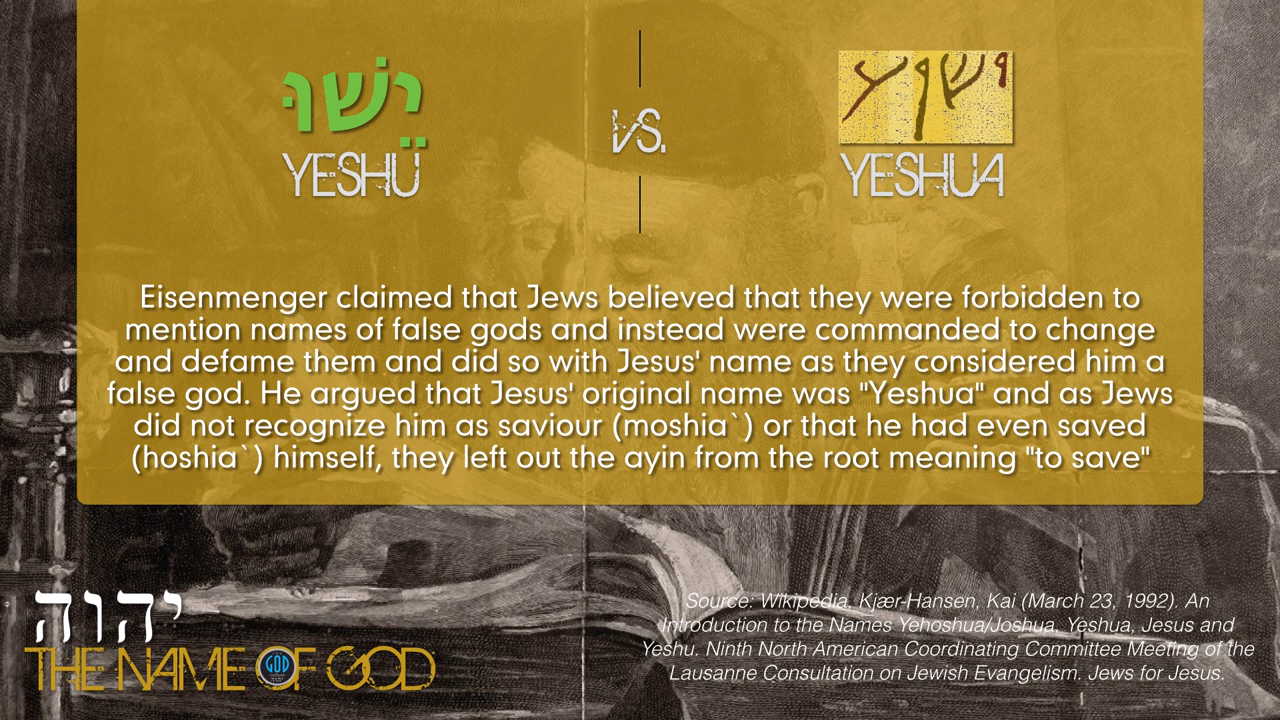 יֵשׁוּ
YESHU
VS.
ישוע
YESHUA
Eisenmenger claimed that Jews believed that they were forbidden to
mention names of false gods and instead were commanded to change
and defame them and did so with Jesus' name as they considered him a
false god. He argued that Jesus' original name was "Yeshua" and as Jews
did not recognize him as saviour (moshia`) or that he had even saved
(hoshia`) himself, they left out the ayin from the root meaning "to save"
יהוה
THE NAME OF GOD
GOD
יהוה
Source: Wikipedia, Kjær-Hansen, Kai (March 23, 1992). An
Introduction to the Names Yehoshua/Joshua, Yeshua, Jesus and
Yeshu. Ninth North American Coordinating Committee Meeting of the
Lausanne Consultation on Jewish Evangelism. Jews for Jesus.